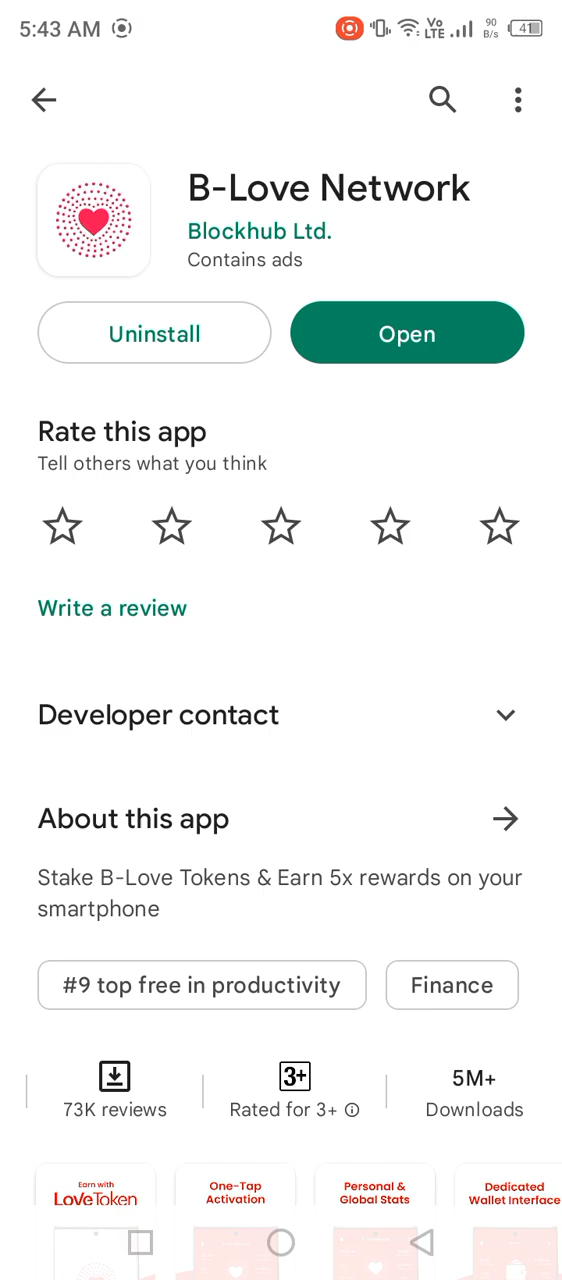 5:43 AM
Vo LTE
90 B/s
41
B-Love Network
Blockhub Ltd.
Contains ads
Uninstall
Open
Rate this app
Tell others what you think
Write a review
Developer contact
About this app
Stake B-Love Tokens & Earn 5x rewards on your
smartphone
#9 top free in productivity
Finance
3+
5M+
73K reviews
Rated for 3+
Downloads
Earn with
LoveToken
One-Tap
Activation
Personal &
Global Stats
Dedicated
Wallet Interface